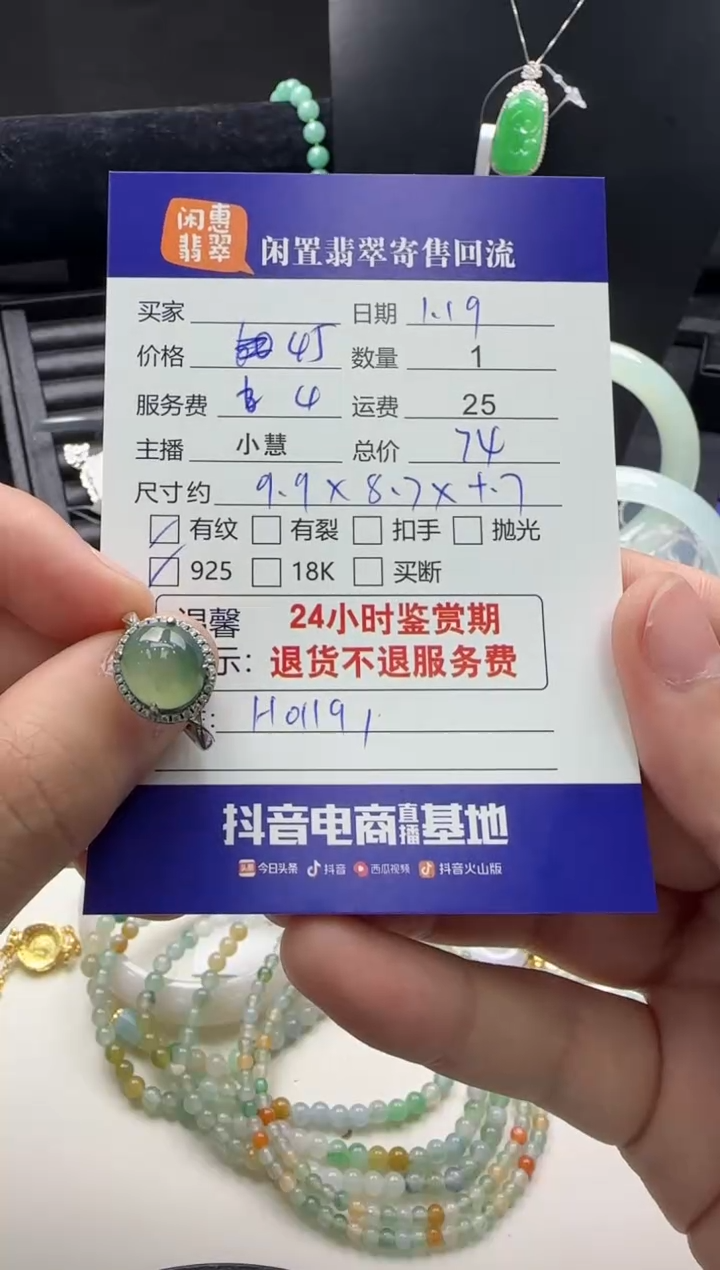 闲惠
翡翠
闲置翡翠寄售回流
买家 日期 1.19
价格 45 数量 1
服务费 4 运费 25
主播 小慧 总价 74
尺寸约 9.9×8.7×+.7
有纹 有裂 扣手 抛光
925 18K 买断
温馨 24小时鉴赏期
示: 退货不退服务费
: H0119,
抖音电商直播基地
头条 今日头条 抖音 西瓜视频 抖音火山版